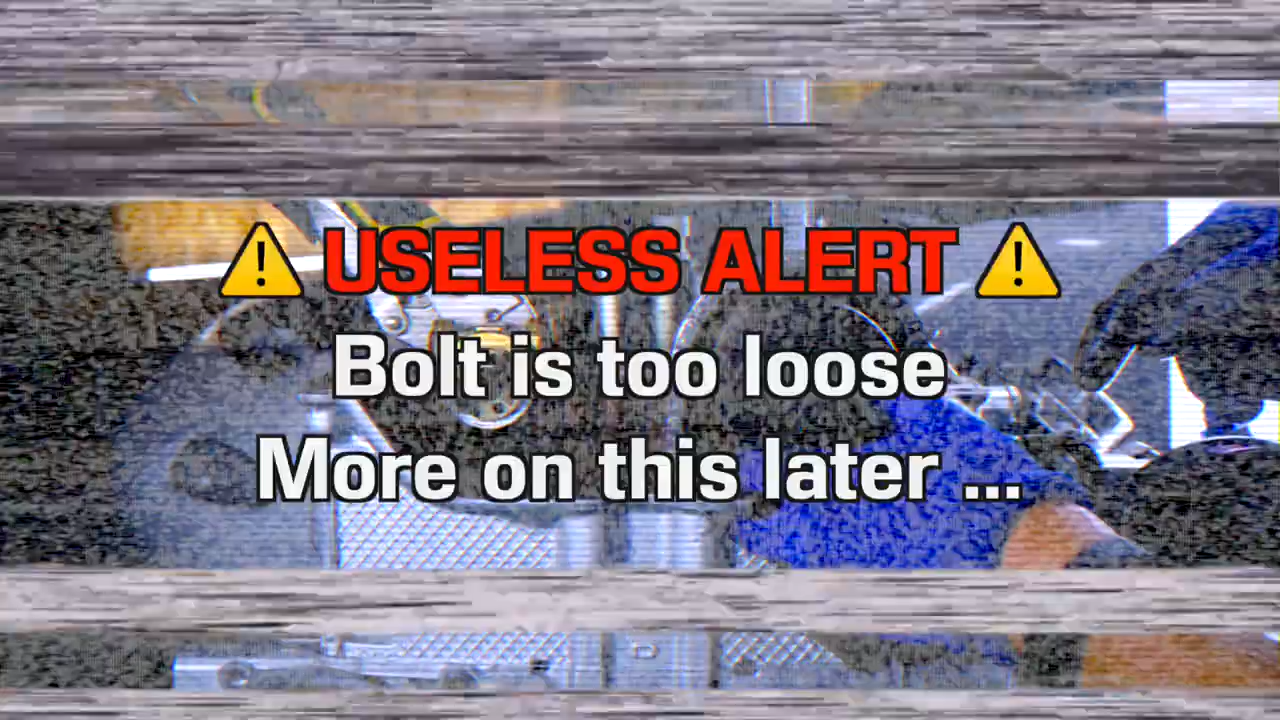 ⚠️ USELESS ALERT ⚠️
Bolt is too loose
More on this later ...